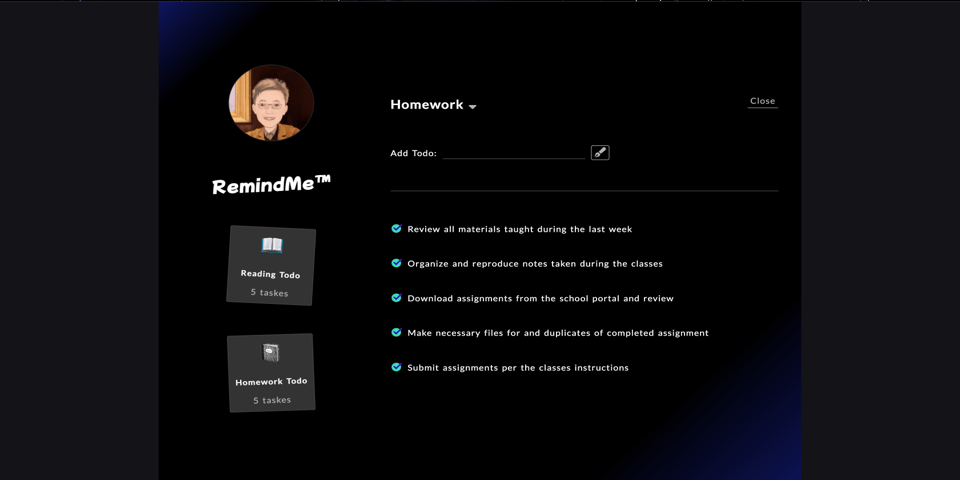 RemindMe™
Reading Todo
5 taskes
Homework Todo
5 taskes
Homework
Close
Add Todo:
Review all materials taught during the last week
Organize and reproduce notes taken during the classes
Download assignments from the school portal and review
Make necessary files for and duplicates of completed assignment
Submit assignments per the classes instructions